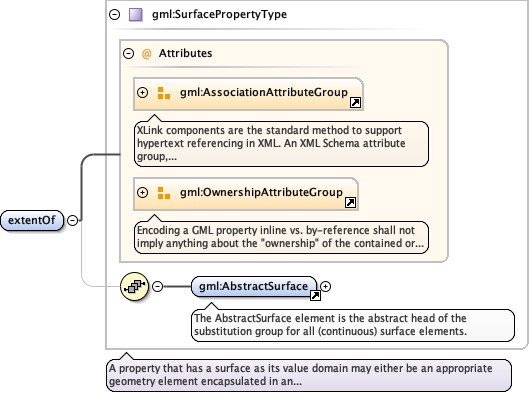 gml:SurfacePropertyType
@ Attributes
gml:AssociationAttributeGroup
XLink components are the standard method to support
hypertext referencing in XML. An XML Schema attribute
group,...
gml:OwnershipAttributeGroup
Encoding a GML property inline vs. by-reference shall not
imply anything about the "ownership" of the contained or...
extentOf
gml:AbstractSurface
The AbstractSurface element is the abstract head of the
substitution group for all (continuous) surface elements.
A property that has a surface as its value domain may either be an appropriate
geometry element encapsulated in an...